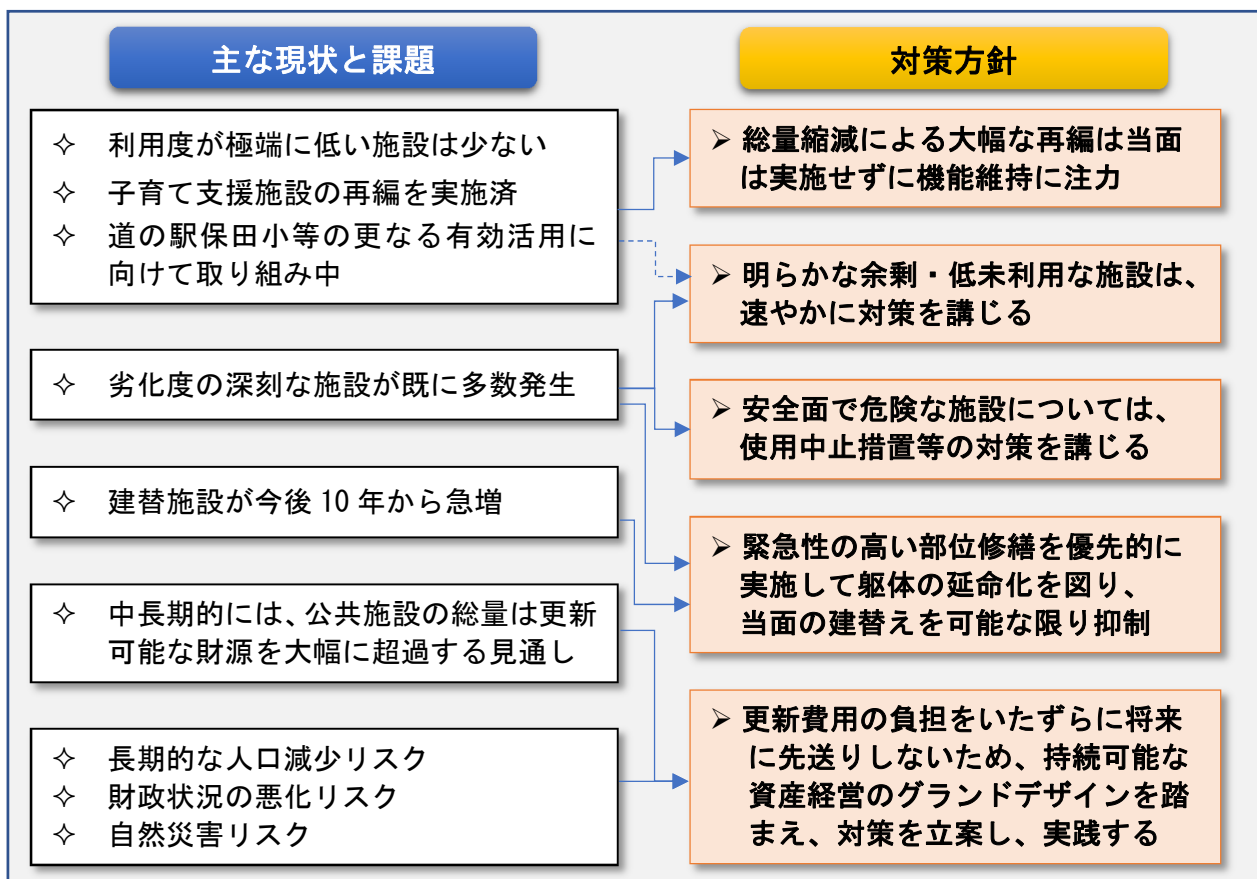 主な現状と課題
✧ 利用度が極端に低い施設は少ない
✧ 子育て支援施設の再編を実施済
✧ 道の駅保田小等の更なる有効活用に
向けて取り組み中
✧ 劣化度の深刻な施設が既に多数発生
✧ 建替施設が今後 10 年から急増
✧ 中長期的には、公共施設の総量は更新
可能な財源を大幅に超過する見通し
✧ 長期的な人口減少リスク
✧ 財政状況の悪化リスク
✧ 自然災害リスク
対策方針
➢ 総量縮減による大幅な再編は当面
は実施せずに機能維持に注力
➢ 明らかな余剰・低未利用な施設は、
速やかに対策を講じる
➢ 安全面で危険な施設については、
使用中止措置等の対策を講じる
➢ 緊急性の高い部位修繕を優先的に
実施して躯体の延命化を図り、
当面の建替えを可能な限り抑制
➢ 更新費用の負担をいたずらに将来
に先送りしないため、持続可能な
資産経営のグランドデザインを踏
まえ、対策を立案し、実践する